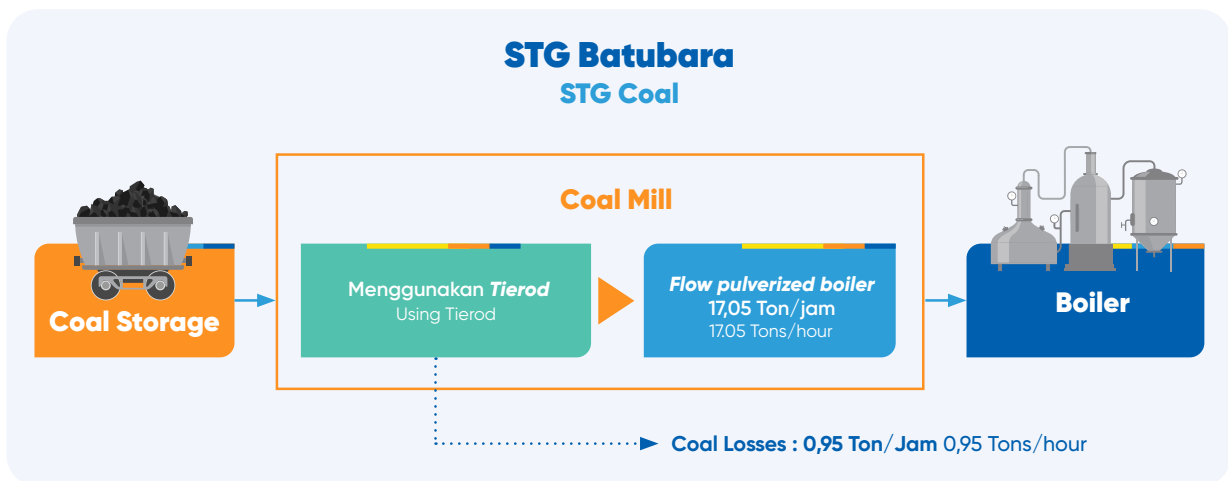 STG Batubara
STG Coal
Coal Mill
Coal Storage
Menggunakan Tierod
Using Tierod
Flow pulverized boiler
17,05 Ton/jam
17.05 Tons/hour
Boiler
Coal Losses : 0,95 Ton/Jam 0,95 Tons/hour